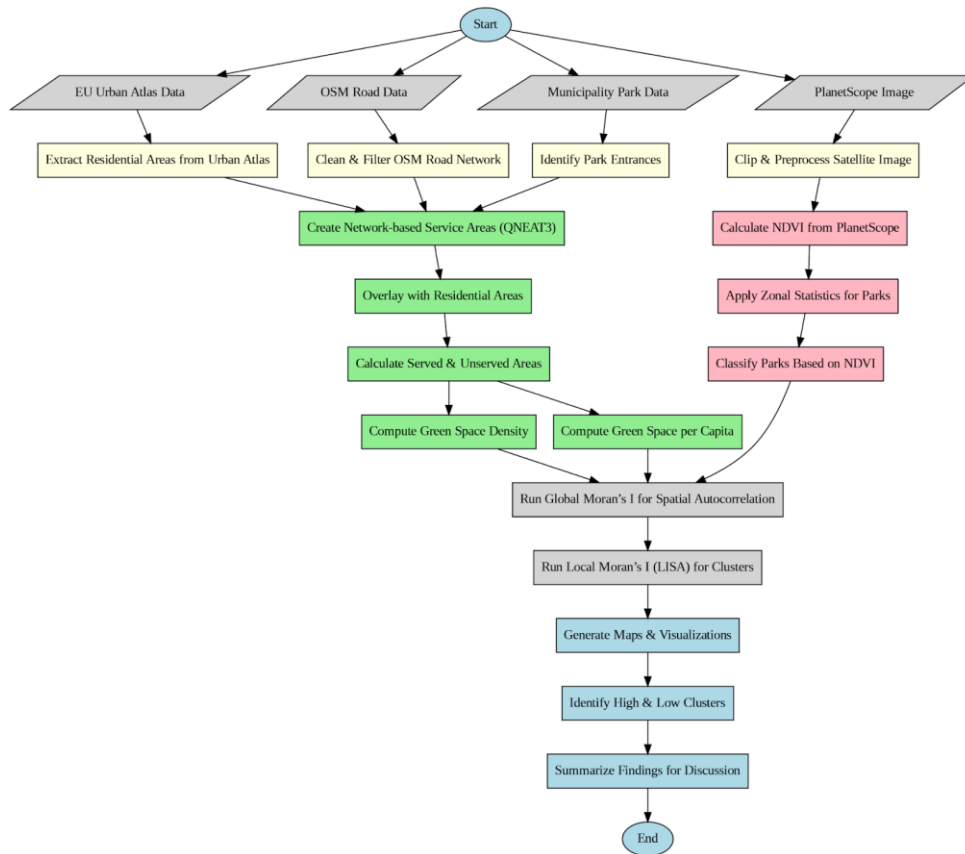 Start
EU Urban Atlas Data
OSM Road Data
Municipality Park Data
PlanetScope Image
Extract Residential Areas from Urban Atlas
Clean & Filter OSM Road Network
Identify Park Entrances
Clip & Preprocess Satellite Image
Create Network-based Service Areas (QNEAT3)
Calculate NDVI from PlanetScope
Overlay with Residential Areas
Apply Zonal Statistics for Parks
Calculate Served & Unserved Areas
Classify Parks Based on NDVI
Compute Green Space Density
Compute Green Space per Capita
Run Global Moran’s I for Spatial Autocorrelation
Run Local Moran’s I (LISA) for Clusters
Generate Maps & Visualizations
Identify High & Low Clusters
Summarize Findings for Discussion
End